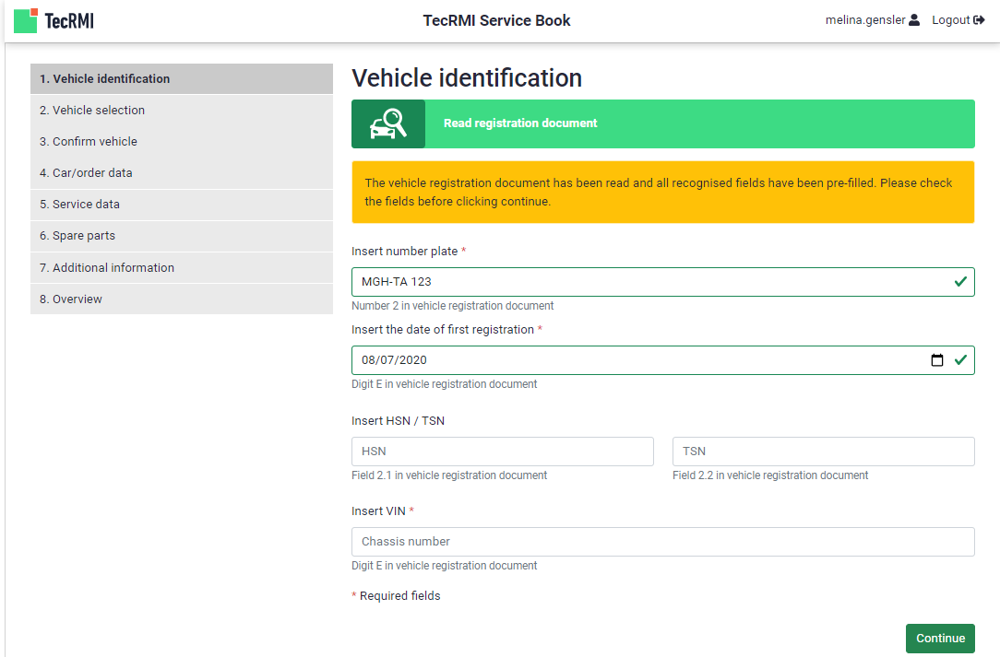 TecRMI
TecRMI Service Book
melina.gensler
Logout
1. Vehicle identification
2. Vehicle selection
3. Confirm vehicle
4. Car/order data
5. Service data
6. Spare parts
7. Additional information
8. Overview
Vehicle identification
Read registration document
The vehicle registration document has been read and all recognised fields have been pre-filled. Please check
the fields before clicking continue.
Insert number plate *
MGH-TA 123
Number 2 in vehicle registration document
Insert the date of first registration *
08/07/2020
Digit E in vehicle registration document
Insert HSN / TSN
HSN
TSN
Field 2.1 in vehicle registration document
Field 2.2 in vehicle registration document
Insert VIN *
Chassis number
Digit E in vehicle registration document
* Required fields
Continue